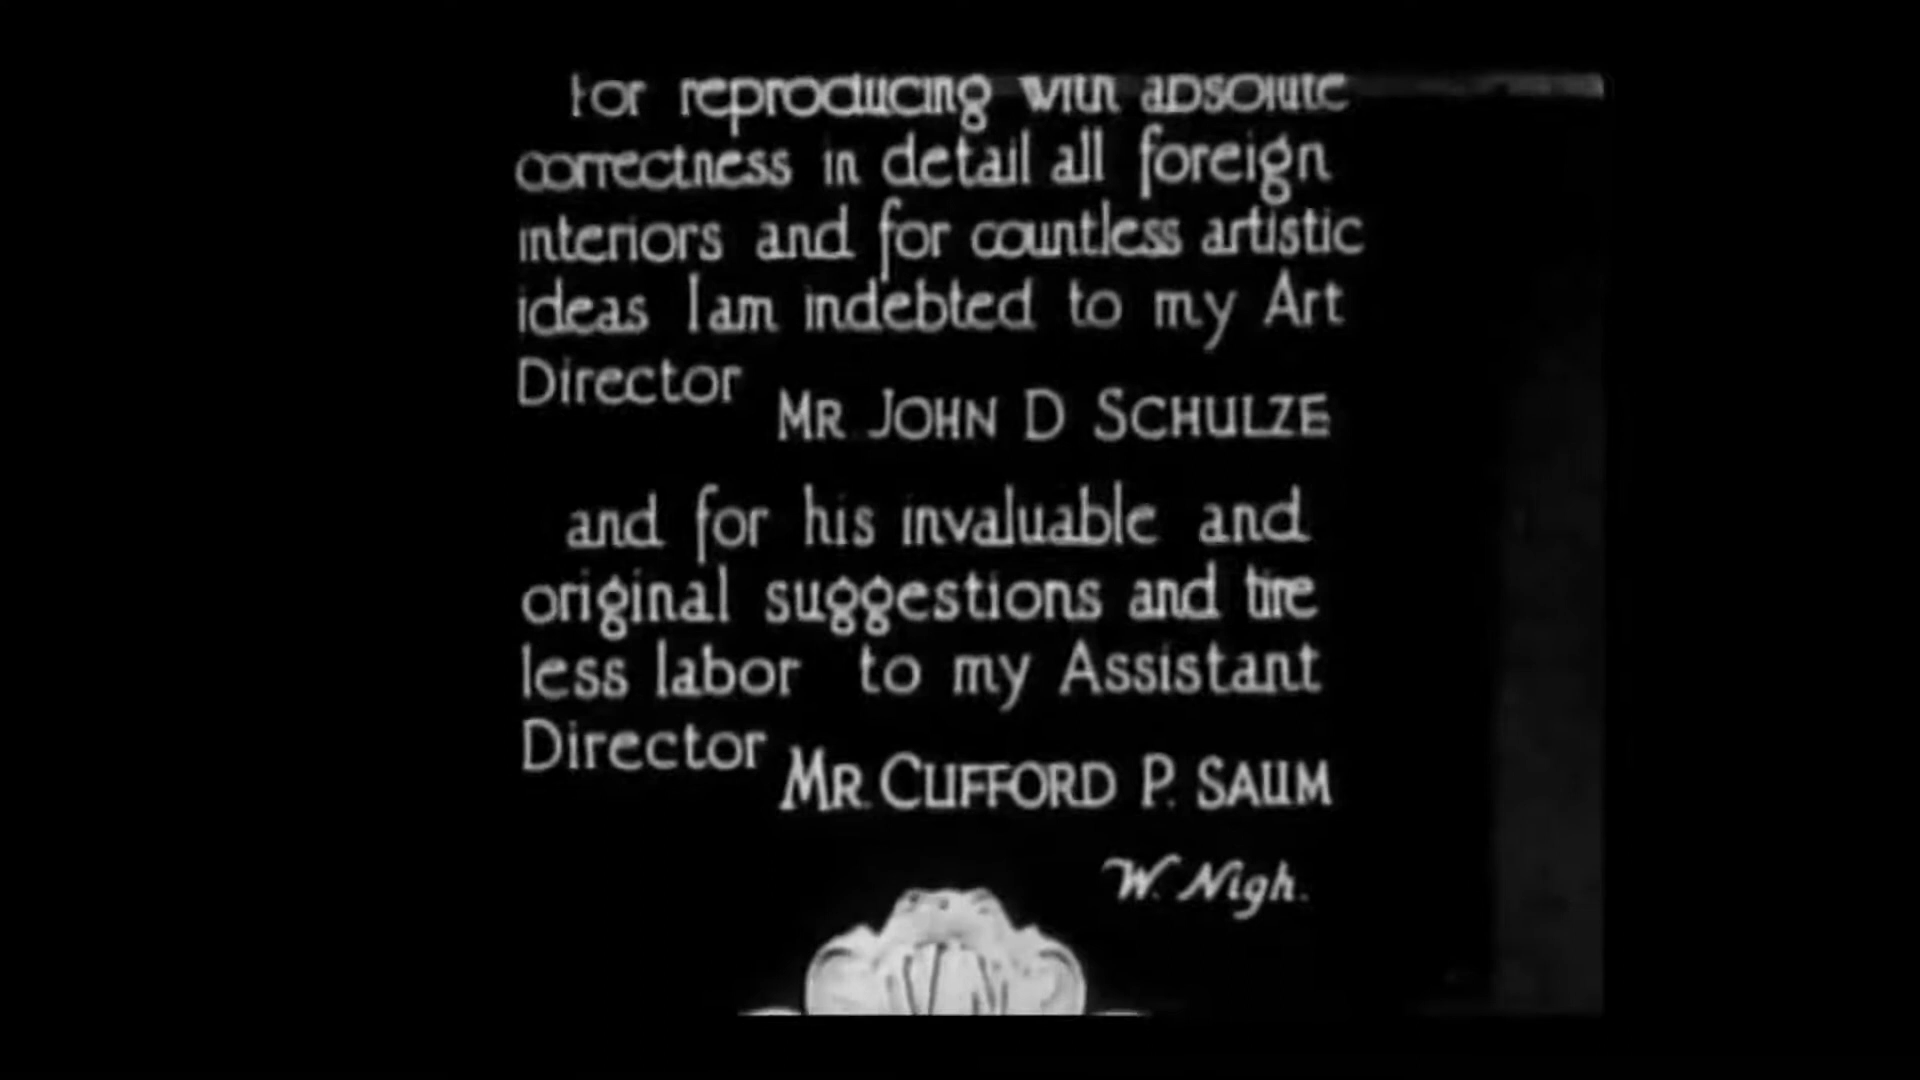 For reproducing with absolute
correctness in detail all foreign
interiors and for countless artistic
ideas I am indebted to my Art
Director
MR JOHN D SCHULZE
and for his invaluable and
original suggestions and tire
less labor to my Assistant
Director
MR. CLIFFORD P. SAUM
W. Nigh.
WN